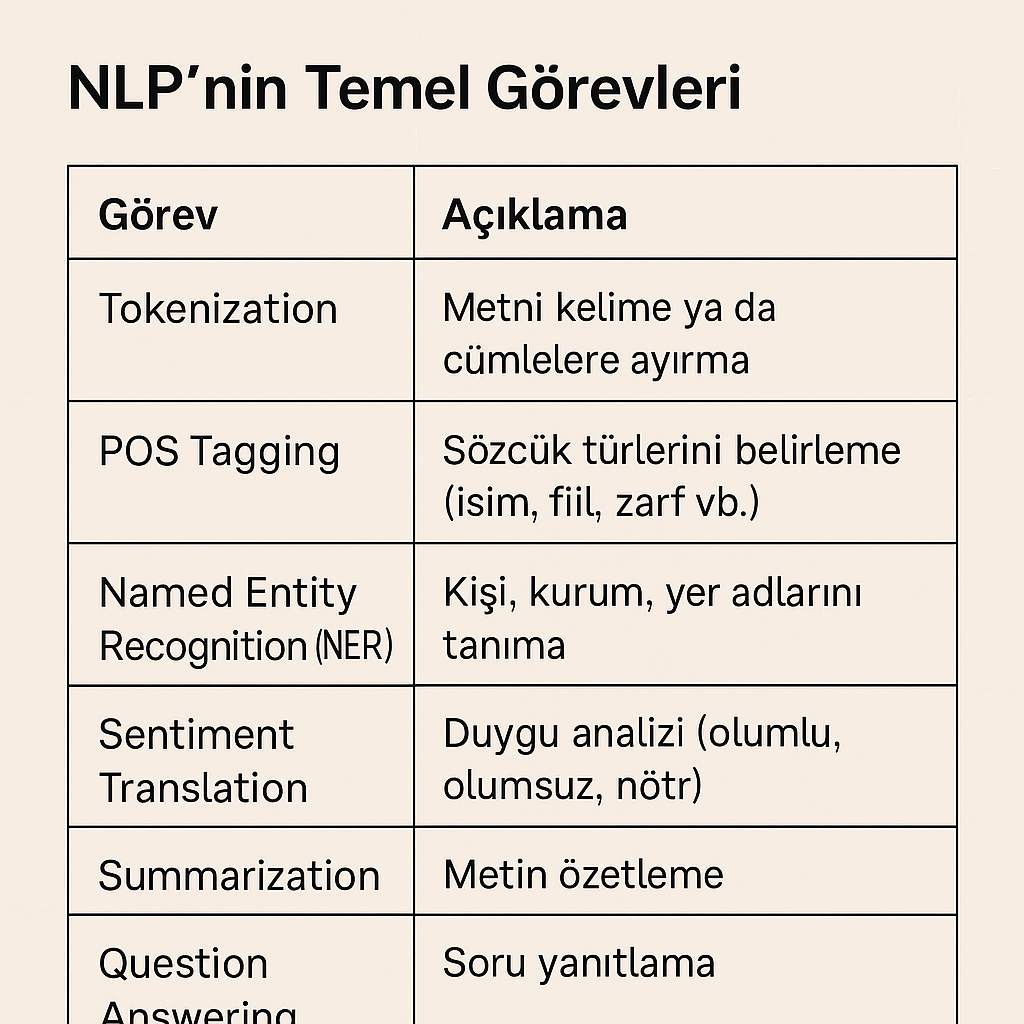 NLP’nin Temel Görevleri
Görev
Açıklama
Tokenization
Metni kelime ya da
cümlelere ayırma
POS Tagging
Sözcük türlerini belirleme
(isim, fiil, zarf vb.)
Named Entity
Recognition (NER)
Kişi, kurum, yer adlarını
tanıma
Sentiment
Translation
Duygu analizi (olumlu,
olumsuz, nötr)
Summarization
Metin özetleme
Question
Answering
Soru yanıtlama